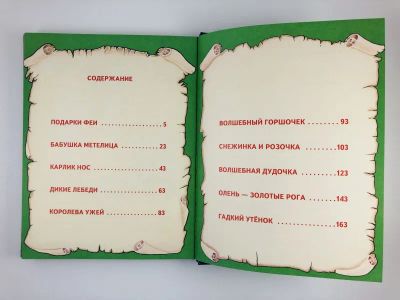 СОДЕРЖАНИЕ
ПОДАРКИ ФЕИ ............ 5
БАБУШКА МЕТЕЛИЦА ....... 23
КАРЛИК НОС ............. 43
ДИКИЕ ЛЕБЕДИ ........... 63
КОРОЛЕВА УЖЕЙ .......... 83
ВОЛШЕБНЫЙ ГОРШОЧЕК ........ 93
СНЕЖИНКА И РОЗОЧКА ........ 103
ВОЛШЕБНАЯ ДУДОЧКА ......... 123
ОЛЕНЬ — ЗОЛОТЫЕ РОГА ...... 143
ГАДКИЙ УТЁНОК ............. 163